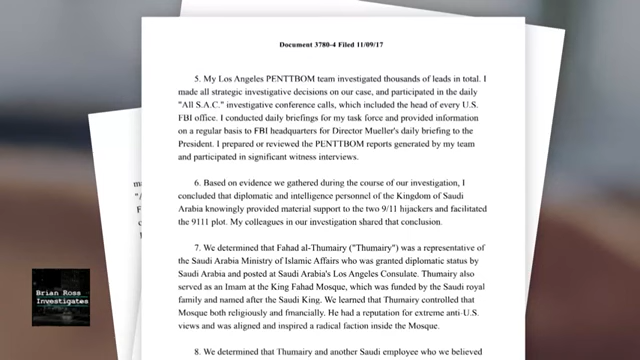 Document 3780-4 Filed 11/09/17
5. My Los Angeles PENTTBOM team investigated thousands of leads in total. I
made all strategic investigative decisions on our case, and participated in the daily
"All S.A.C." investigative conference calls, which included the head of every U.S.
FBI office. I conducted daily briefings for my task force and provided information
on a regular basis to FBI headquarters for Director Mueller's daily briefing to the
President. I prepared or reviewed the PENTTBOM reports generated by my team
and participated in significant witness interviews.
6. Based on evidence we gathered during the course of our investigation, I
concluded that diplomatic and intelligence personnel of the Kingdom of Saudi
Arabia knowingly provided material support to the two 9/11 hijackers and facilitated
the 9111 plot. My colleagues in our investigation shared that conclusion.
7. We determined that Fahad al-Thumairy ("Thumairy") was a representative of
the Saudi Arabia Ministry of Islamic Affairs who was granted diplomatic status by
Saudi Arabia and posted at Saudi Arabia's Los Angeles Consulate. Thumairy also
served as an Imam at the King Fahad Mosque, which was funded by the Saudi royal
family and named after the Saudi King. We learned that Thumairy controlled that
Mosque both religiously and fmancially. He had a reputation for extreme anti-U.S.
views and was aligned and inspired a radical faction inside the Mosque.
8. We determined that Thumairy and another Saudi employee who we believed
Brian Ross
Investigates